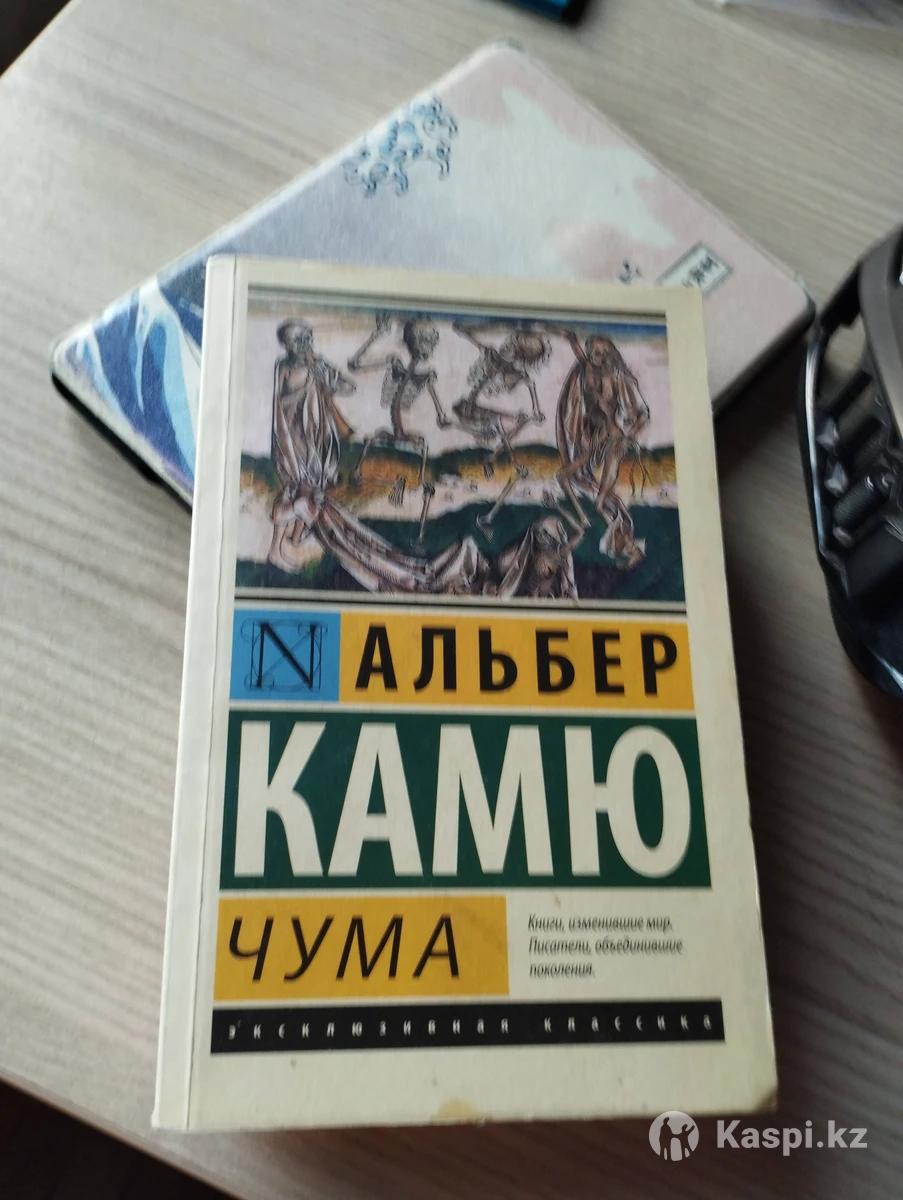 N
АЛЬБЕР
КАМЮ
ЧУМА
Книги, изменившие мир.
Писатели, объединившие
поколения.
эксклюзивная классика
Kaspi.kz